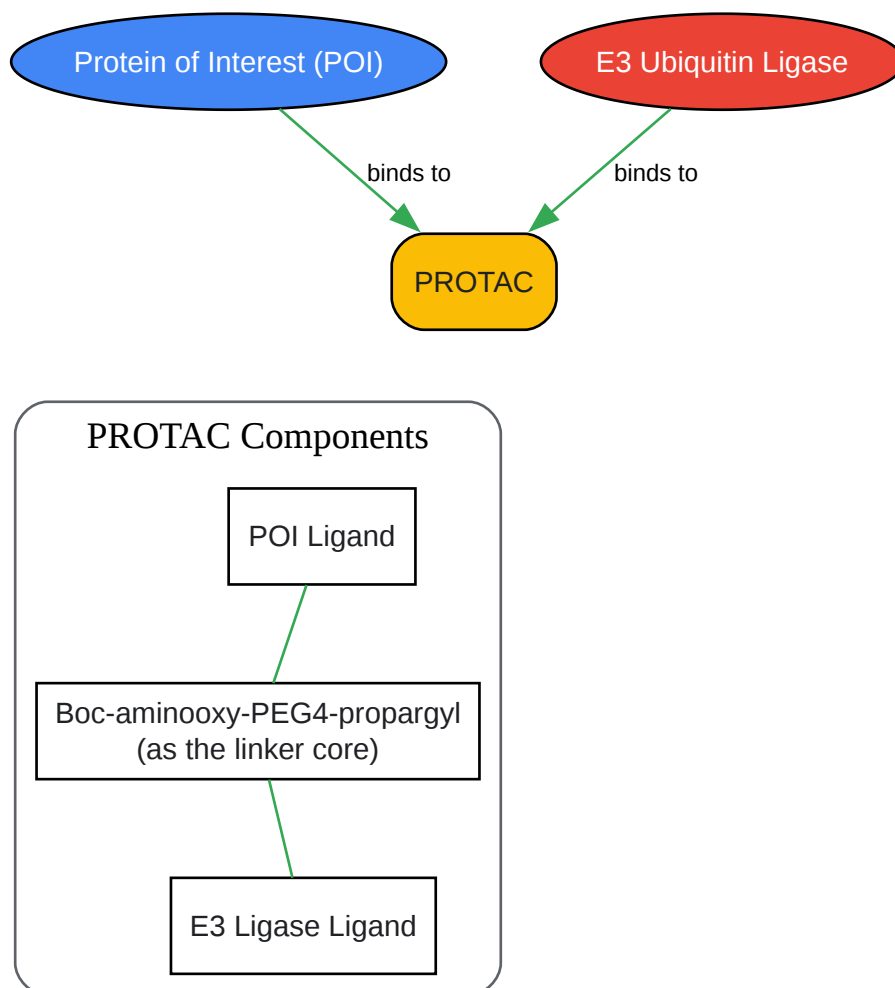 Protein of Interest (POI)
E3 Ubiquitin Ligase
binds to
binds to
PROTAC
PROTAC Components
POI Ligand
Boc-aminooxy-PEG4-propargyl
(as the linker core)
E3 Ligase Ligand